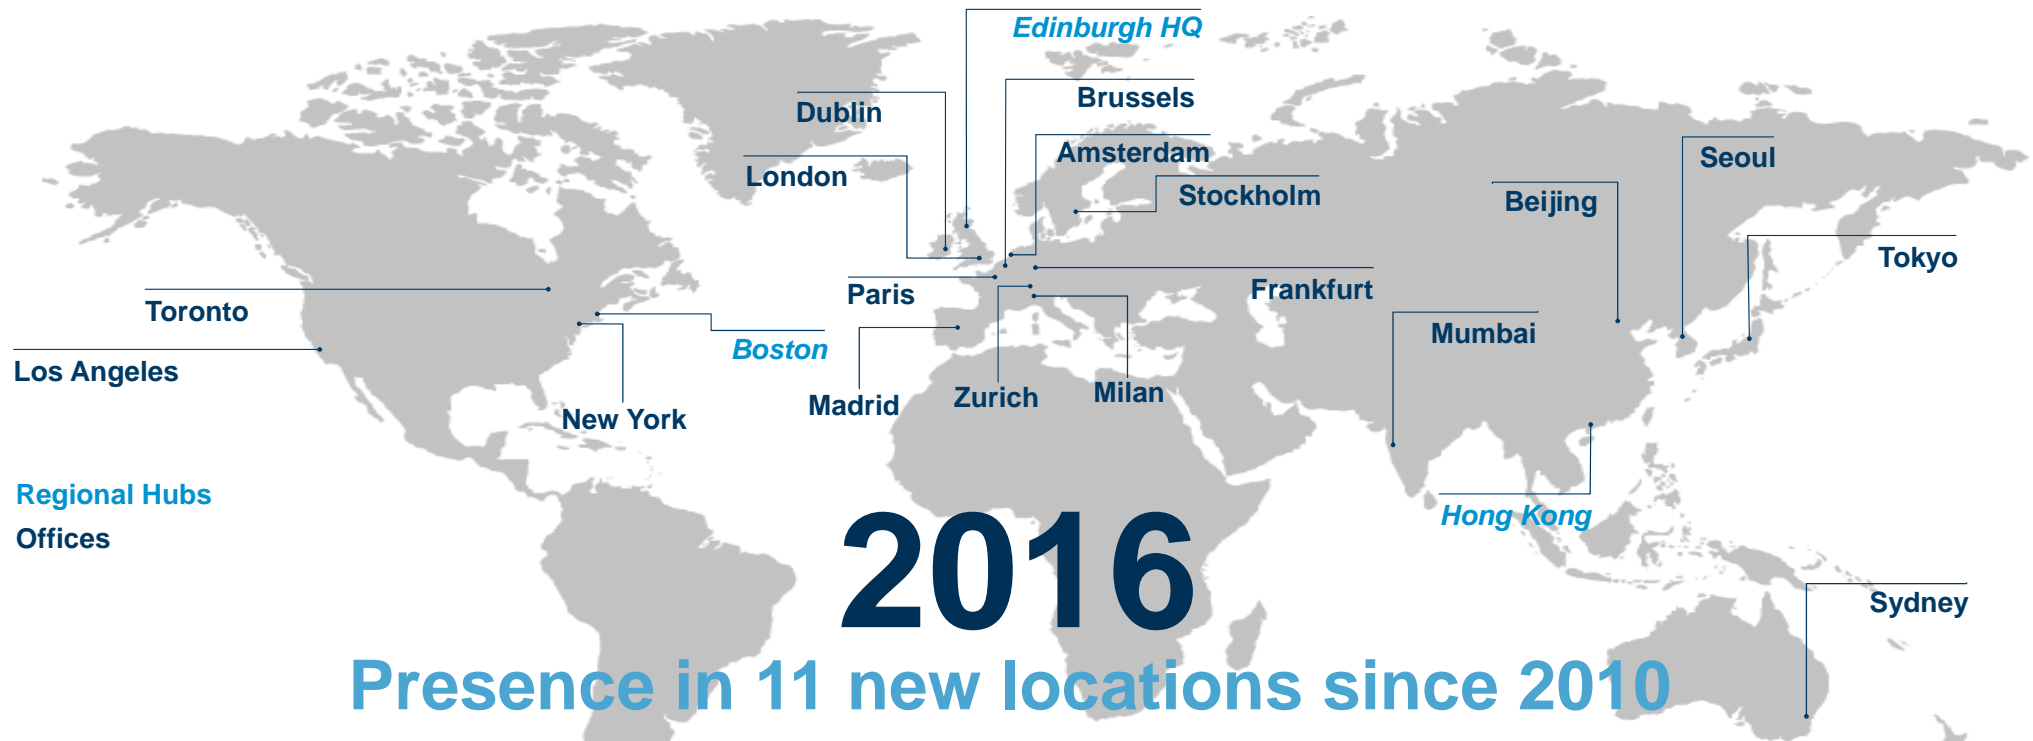 Edinburgh HQ
Brussels
Dublin
Amsterdam
Seoul
London
Stockholm
Beijing
Tokyo
Paris
Frankfurt
Toronto
Mumbai
Boston
Los Angeles
Zurich
Milan
Madrid
New York
Regional Hubs
Hong Kong
Offices
2016
Sydney
Presence in 11 new locations since 2010